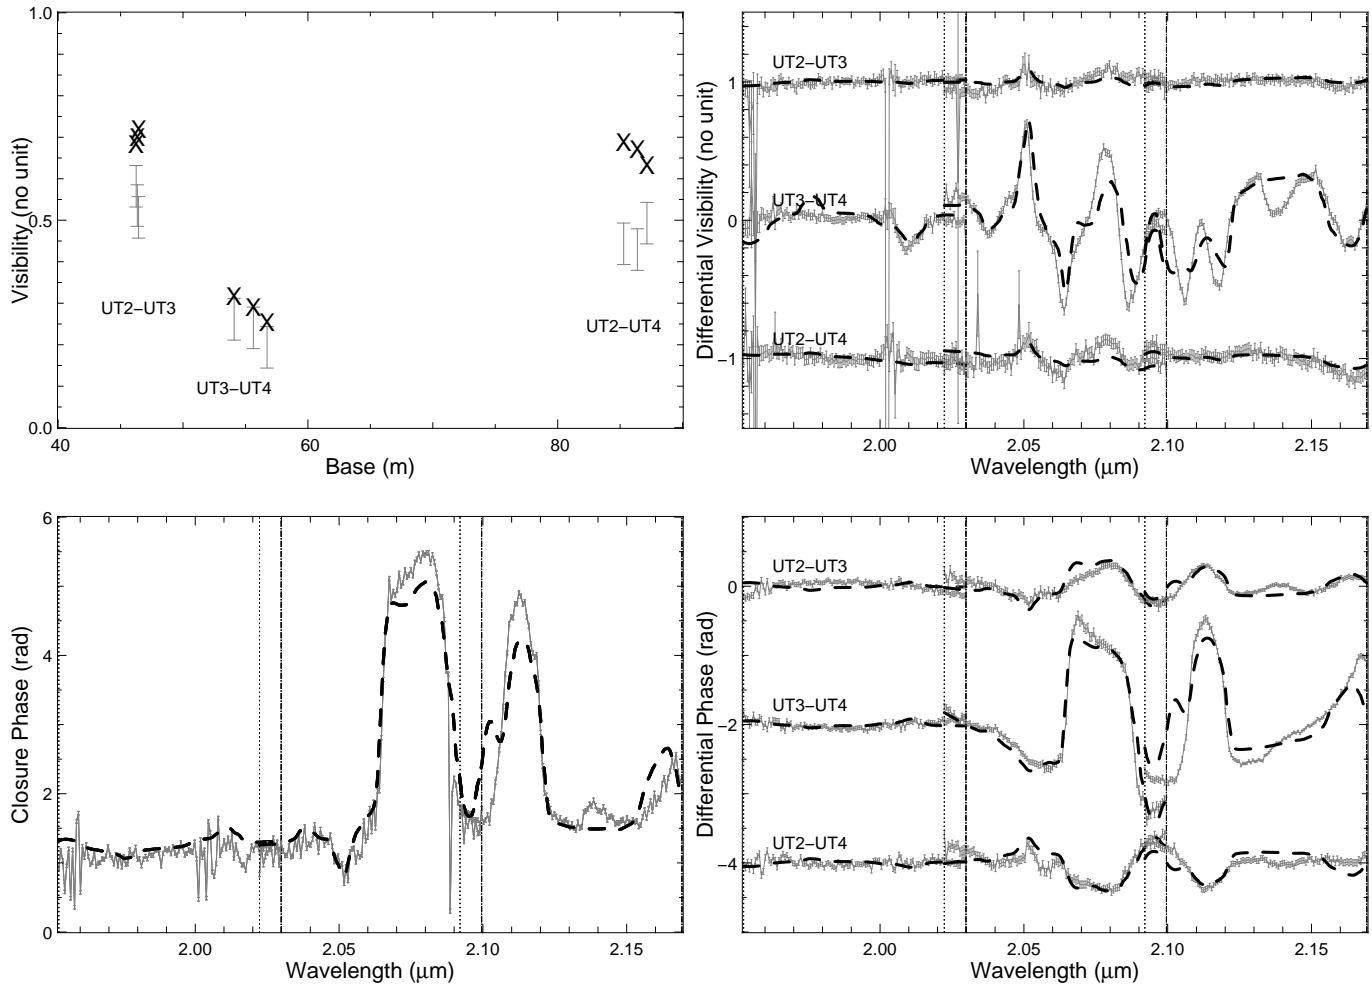 Visibility (no unit)
1.0
0.5
0.0
UT2−UT3
UT3−UT4
UT2−UT4
40
60
80
Base (m)
Differential Visibility (no unit)
1
0
−1
UT2−UT3
UT3−UT4
UT2−UT4
2.00
2.05
2.10
2.15
Wavelength (μm)
Closure Phase (rad)
6
4
2
0
2.00
2.05
2.10
2.15
Wavelength (μm)
Differential Phase (rad)
0
−2
−4
UT2−UT3
UT3−UT4
UT2−UT4
2.00
2.05
2.10
2.15
Wavelength (μm)